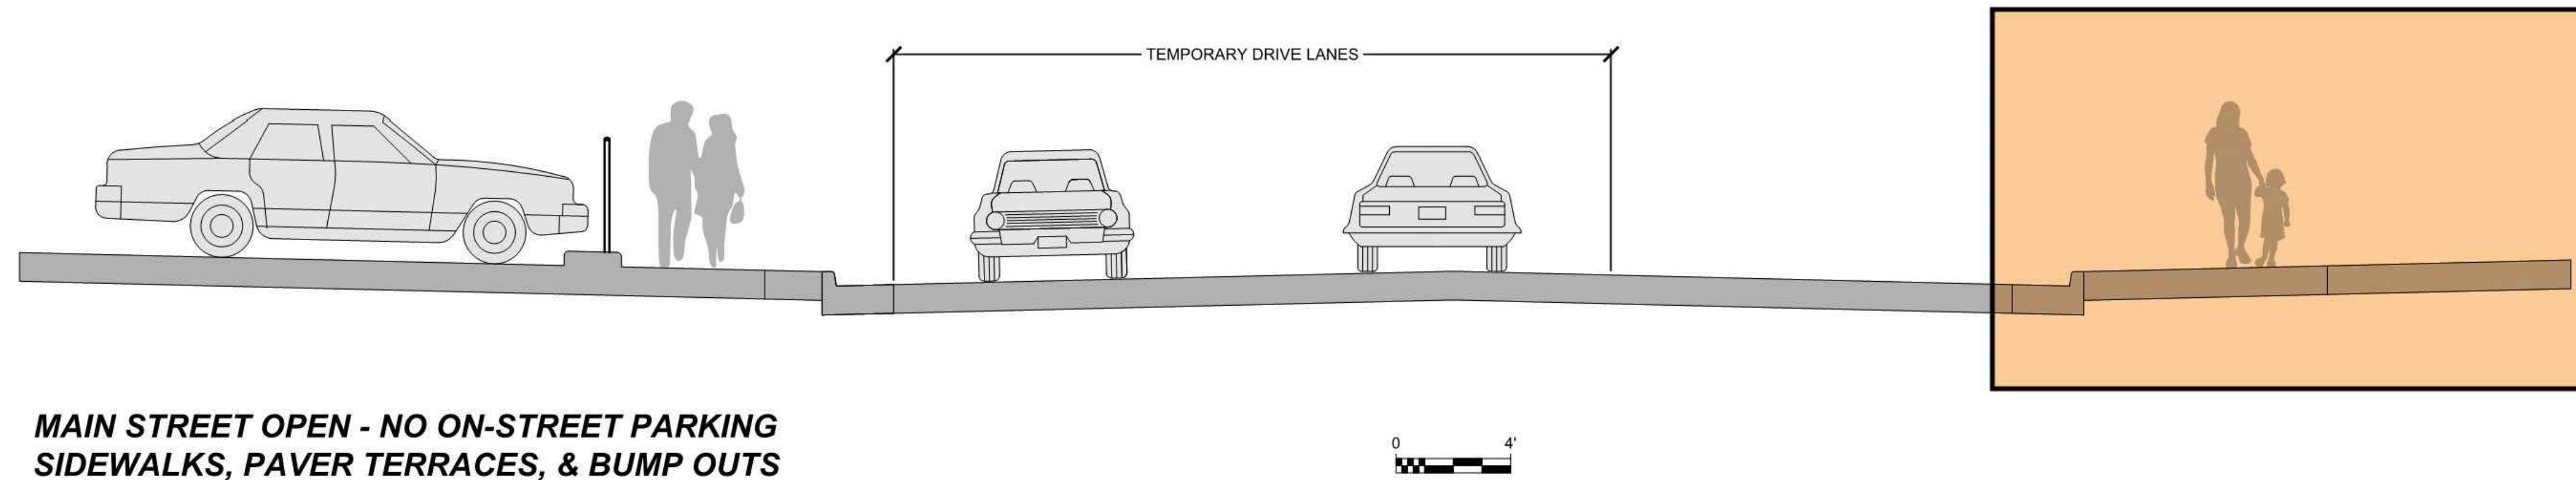 TEMPORARY DRIVE LANES
MAIN STREET OPEN - NO ON-STREET PARKING
SIDEWALKS, PAVER TERRACES, & BUMP OUTS
0 4'